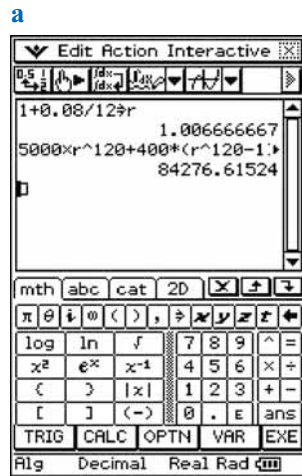 a
Edit Action Interactive
1+0.08/12⇒r
1.006666667
5000×r^120+400*(r^120-1)▶
84276.61524
mth abc cat 2D
π θ i ∞ ( ) , ⇒ x y z t
log ln √ 7 8 9 ^ =
x² eˣ x⁻¹ 4 5 6 × ÷
( ) |x| 1 2 3 + -
[ ] (-) 0 . E ans
TRIG CALC OPTN VAR EXE
Alg Decimal Real Rad